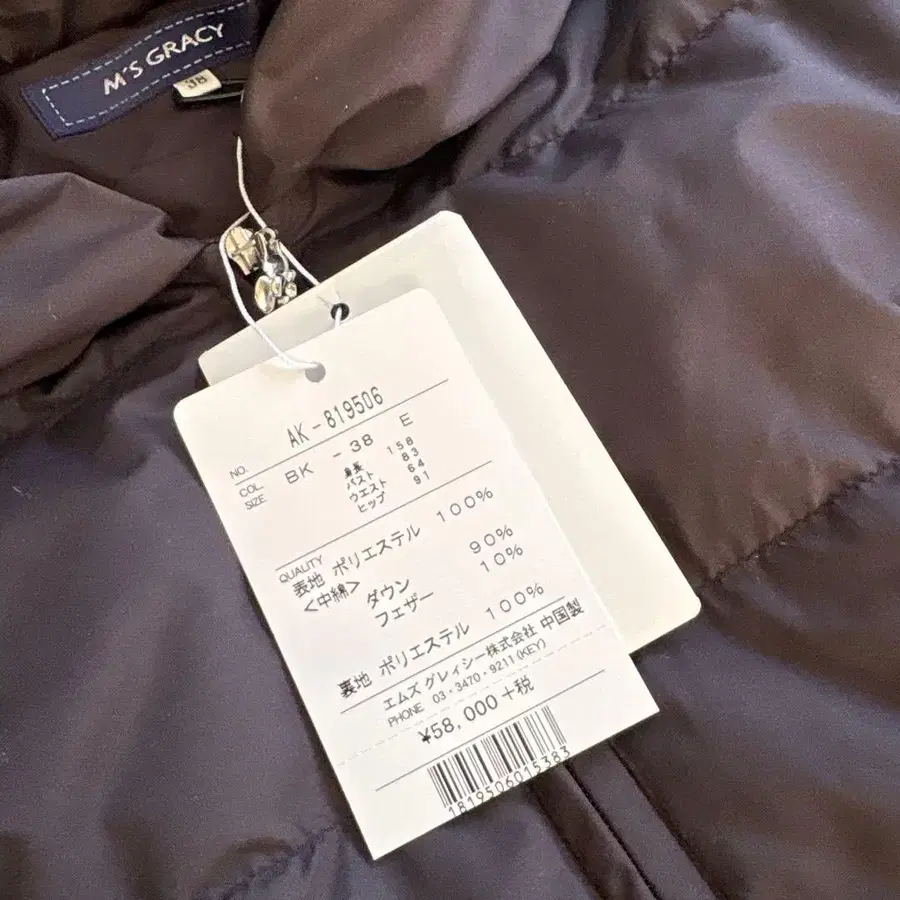 M'S GRACY
38
NO. AK-819506
COL. SIZE BK - 38 E
身長 158
バスト 83
ウエスト 64
ヒップ 91
QUALITY
表地 ポリエステル 100%
<中綿> ダウン 90%
フェザー 10%
裏地 ポリエステル 100%
エムズ グレイシー株式会社 中国製
PHONE 03・3470・9211(KEY)
¥58,000+税
1819506015383